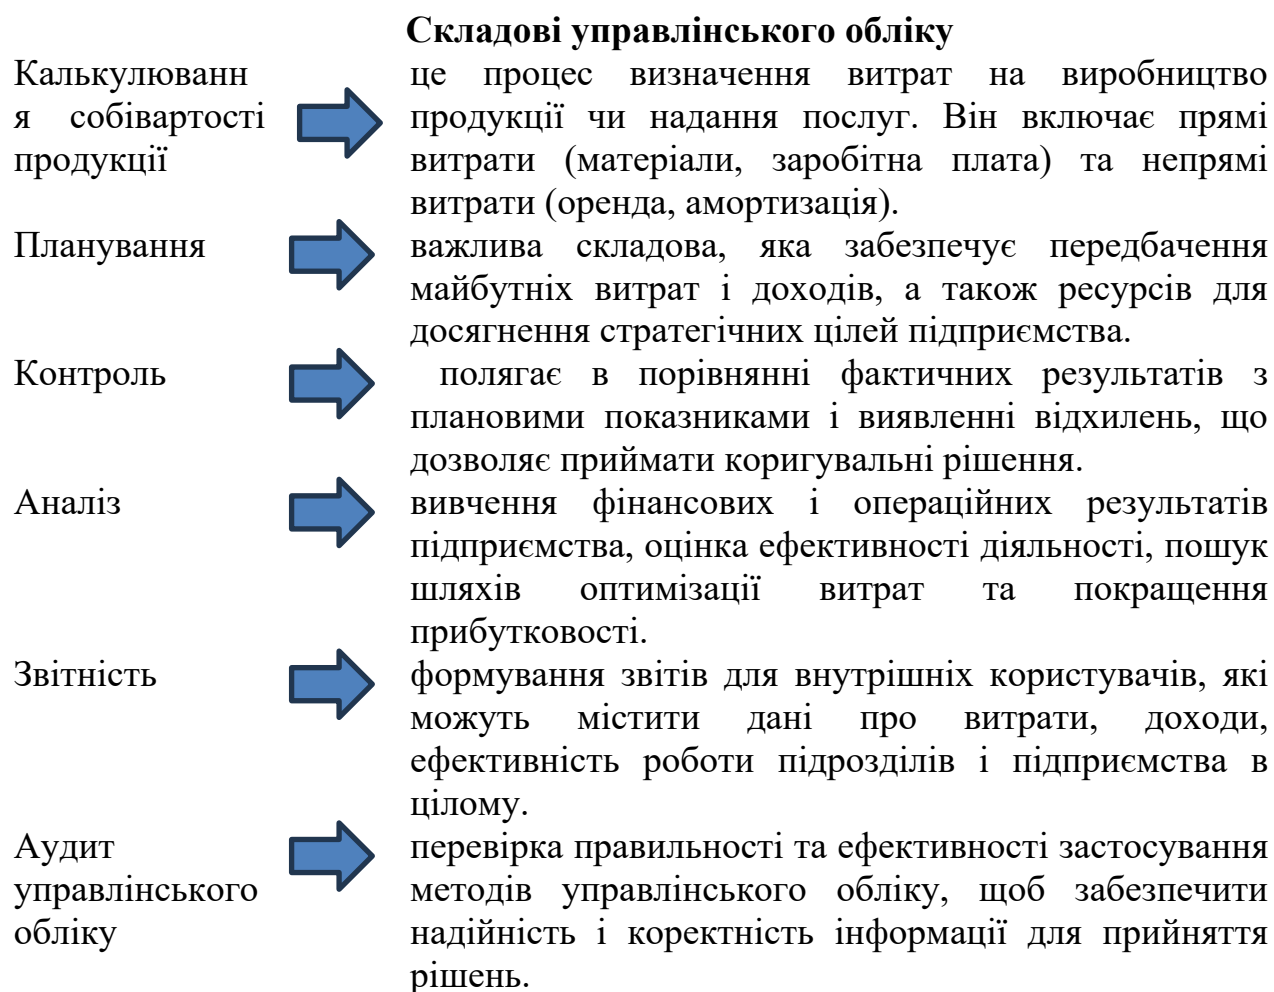 Складові управлінського обліку
Калькулюванн
я собівартості
продукції
це процес визначення витрат на виробництво
продукції чи надання послуг. Він включає прямі
витрати (матеріали, заробітна плата) та непрямі
витрати (оренда, амортизація).
Планування
важлива складова, яка забезпечує передбачення
майбутніх витрат і доходів, а також ресурсів для
досягнення стратегічних цілей підприємства.
Контроль
полягає в порівнянні фактичних результатів з
плановими показниками і виявленні відхилень, що
дозволяє приймати коригувальні рішення.
Аналіз
вивчення фінансових і операційних результатів
підприємства, оцінка ефективності діяльності, пошук
шляхів оптимізації витрат та покращення
прибутковості.
Звітність
формування звітів для внутрішніх користувачів, які
можуть містити дані про витрати, доходи,
ефективність роботи підрозділів і підприємства в
цілому.
Аудит
управлінського
обліку
перевірка правильності та ефективності застосування
методів управлінського обліку, щоб забезпечити
надійність і коректність інформації для прийняття
рішень.